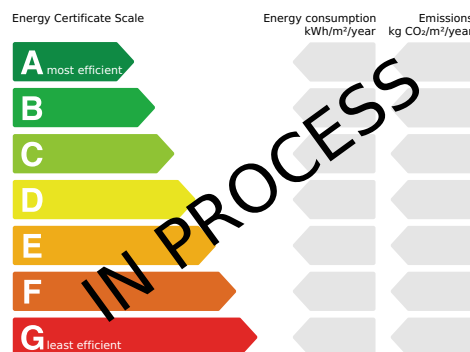 Energy Certificate Scale
Energy consumption
kWh/m²/year
Emissions
kg CO₂/m²/year
A most efficient
B
C
D
E
F
G least efficient
IN PROCESS